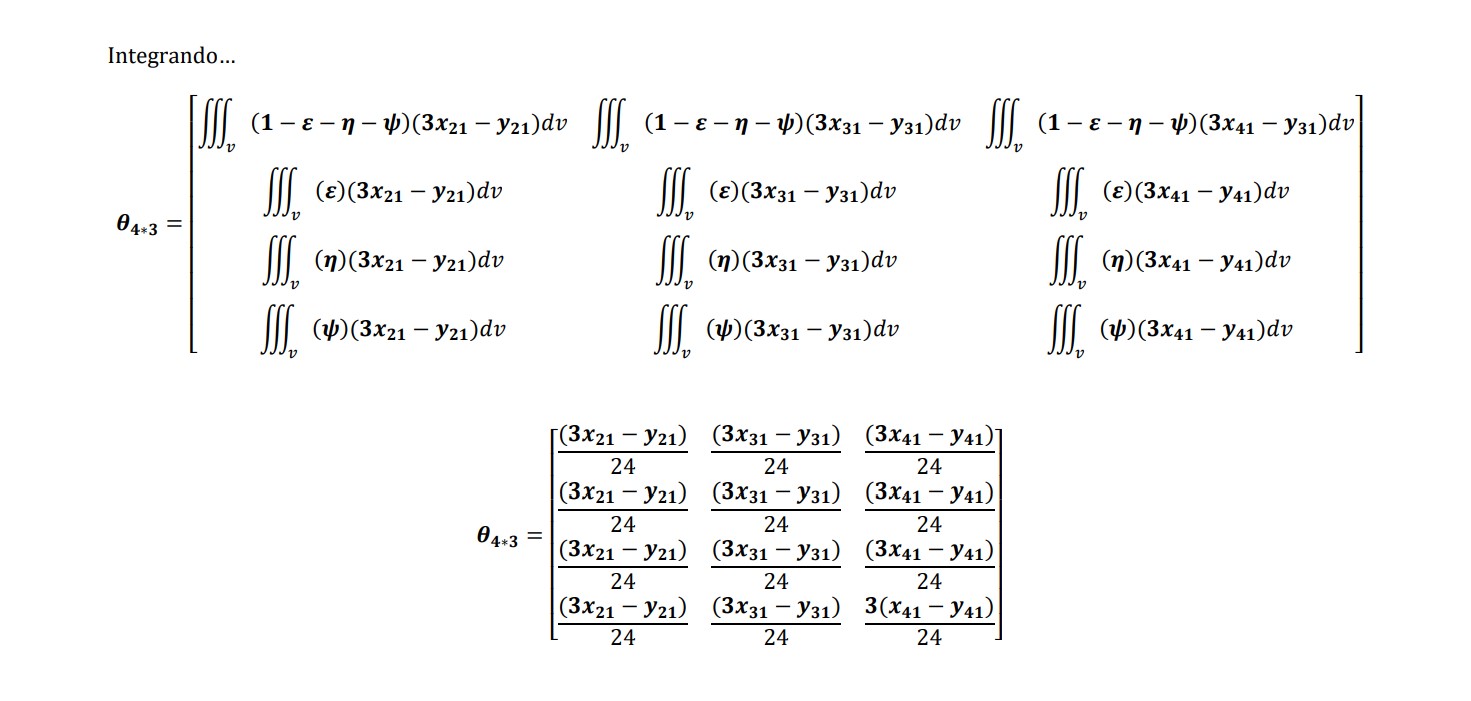 Integrando…
∭ᵥ (1 − ε − η − ψ)(3x₂₁ − y₂₁)dv ∭ᵥ (1 − ε − η − ψ)(3x₃₁ − y₃₁)dv ∭ᵥ (1 − ε − η − ψ)(3x₄₁ − y₃₁)dv
∭ᵥ (ε)(3x₂₁ − y₂₁)dv ∭ᵥ (ε)(3x₃₁ − y₃₁)dv ∭ᵥ (ε)(3x₄₁ − y₄₁)dv
θ₄*₃ =
∭ᵥ (η)(3x₂₁ − y₂₁)dv ∭ᵥ (η)(3x₃₁ − y₃₁)dv ∭ᵥ (η)(3x₄₁ − y₄₁)dv
∭ᵥ (ψ)(3x₂₁ − y₂₁)dv ∭ᵥ (ψ)(3x₃₁ − y₃₁)dv ∭ᵥ (ψ)(3x₄₁ − y₄₁)dv
(3x₂₁ − y₂₁) (3x₃₁ − y₃₁) (3x₄₁ − y₄₁)
24 24 24
(3x₂₁ − y₂₁) (3x₃₁ − y₃₁) (3x₄₁ − y₄₁)
24 24 24
θ₄*₃ =
(3x₂₁ − y₂₁) (3x₃₁ − y₃₁) (3x₄₁ − y₄₁)
24 24 24
(3x₂₁ − y₂₁) (3x₃₁ − y₃₁) 3(x₄₁ − y₄₁)
24 24 24